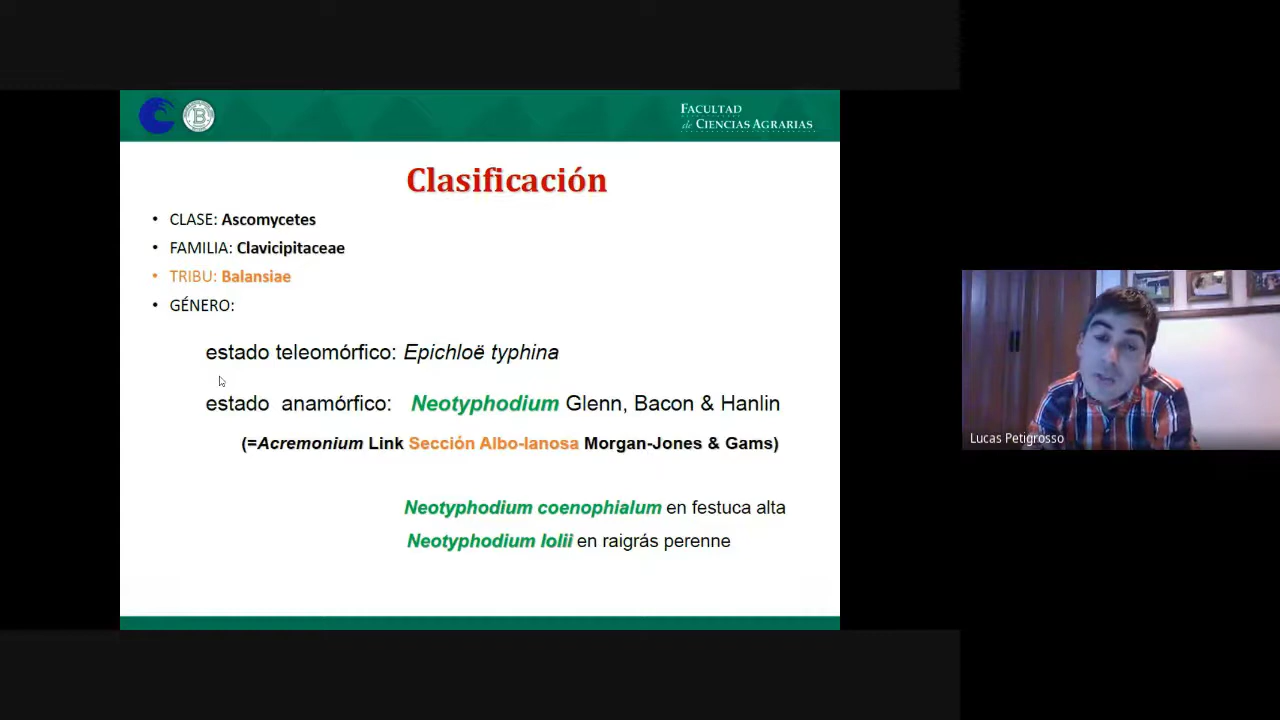 FACULTAD
de CIENCIAS AGRARIAS
Clasificación
• CLASE: Ascomycetes
• FAMILIA: Clavicipitaceae
• TRIBU: Balansiae
• GÉNERO:
estado teleomórfico: Epichloë typhina
estado anamórfico: Neotyphodium Glenn, Bacon & Hanlin
(=Acremonium Link Sección Albo-lanosa Morgan-Jones & Gams)
Neotyphodium coenophialum en festuca alta
Neotyphodium lolii en raigrás perenne
Lucas Petigrosso